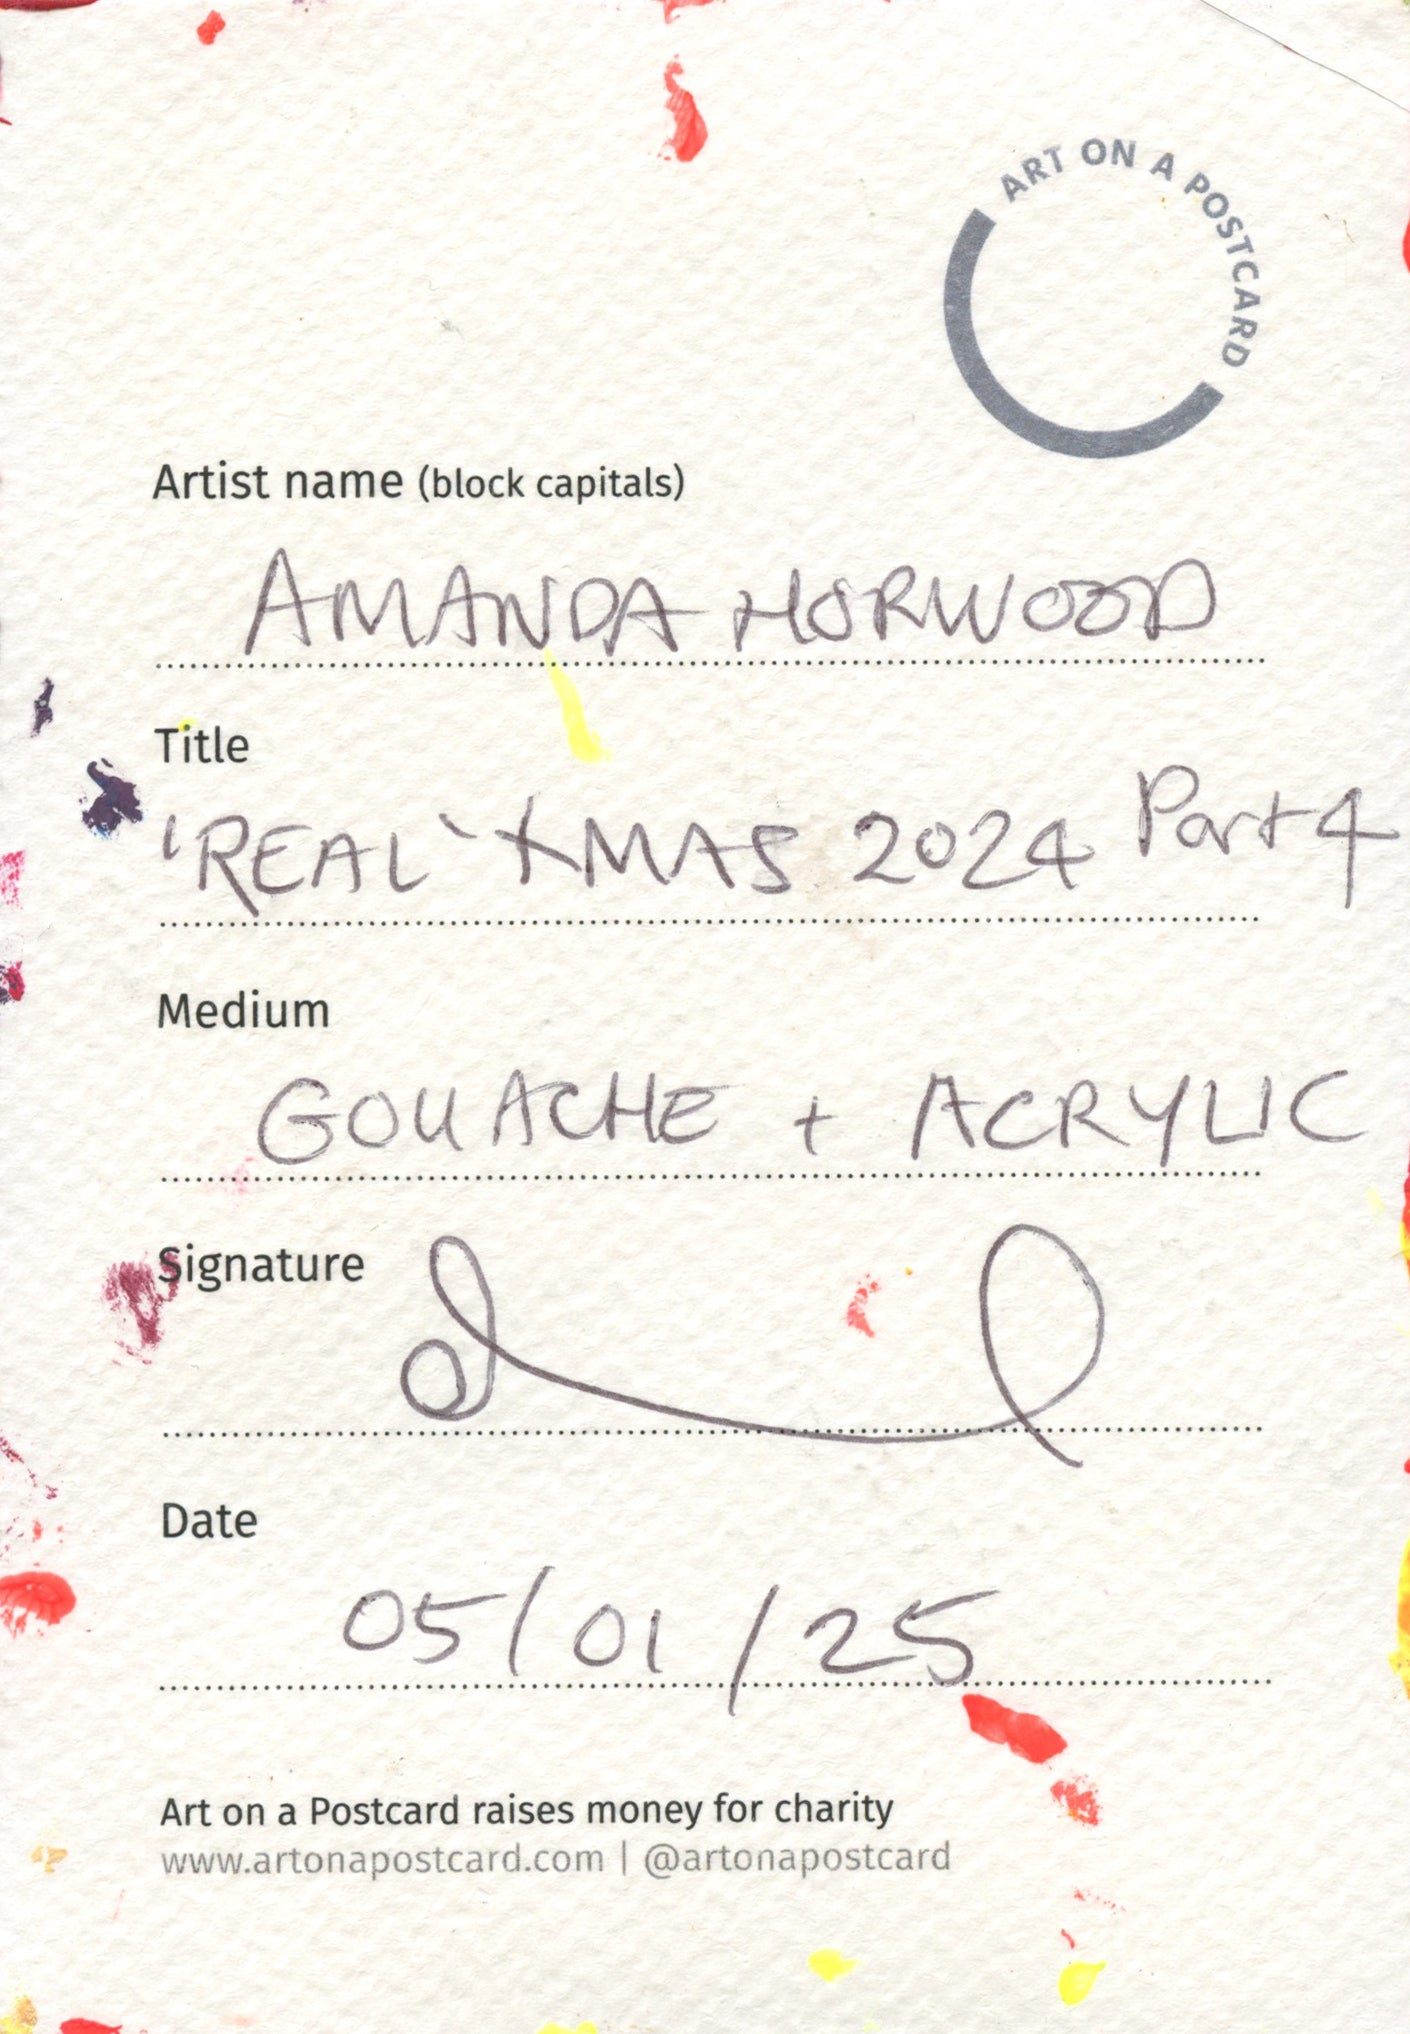 ART ON A POSTCARD
Artist name (block capitals)
AMANDA HORWOOD
Title
'REAL' XMAS 2024 Part 4
Medium
GOUACHE + ACRYLIC
Signature
Date
05/01/25
Art on a Postcard raises money for charity
www.artonapostcard.com | @artonapostcard